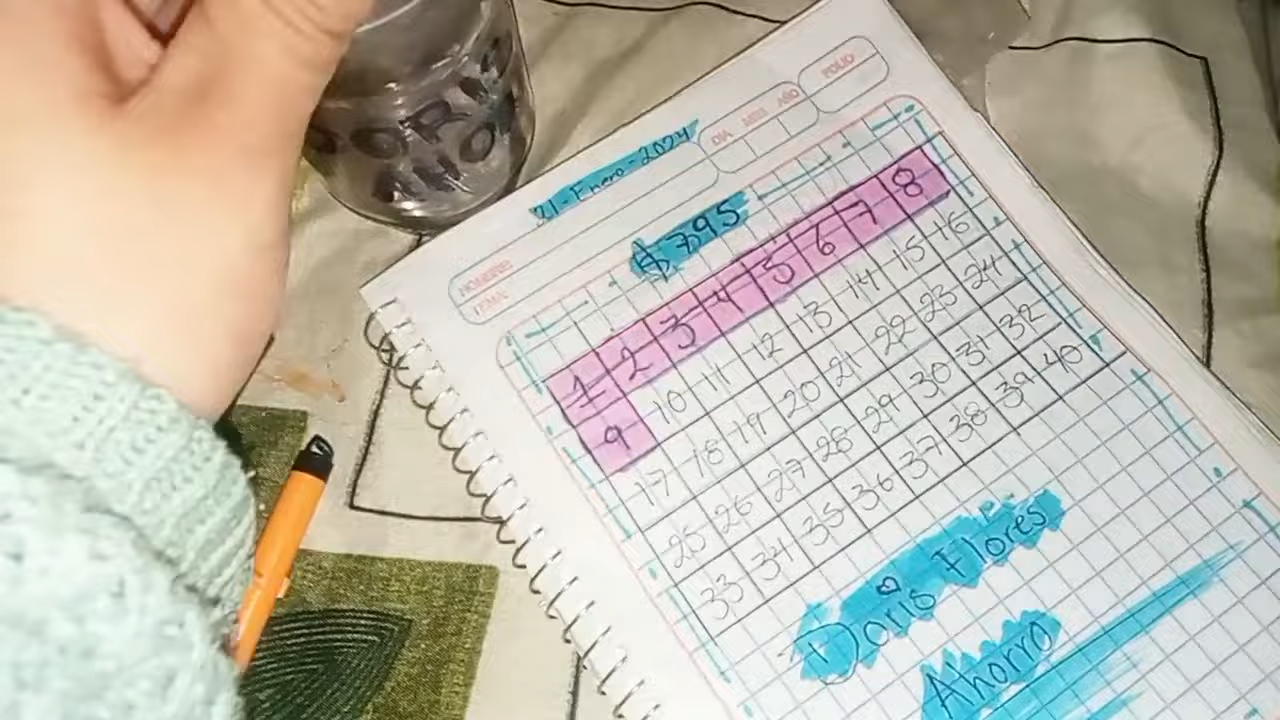 21-Enero-2024
NOMBRE
TEMA:
DIA MES AÑO
FOLIO
$795
1 2 3 4 5 6 7 8
9 10 11 12 13 14 15 16
17 18 19 20 21 22 23 24
25 26 27 28 29 30 31 32
33 34 35 36 37 38 39 40
Doris Flores
Ahorro